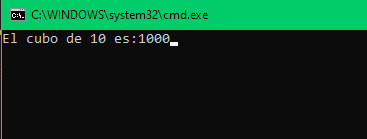 C:\WINDOWS\system32\cmd.exe
El cubo de 10 es:1000